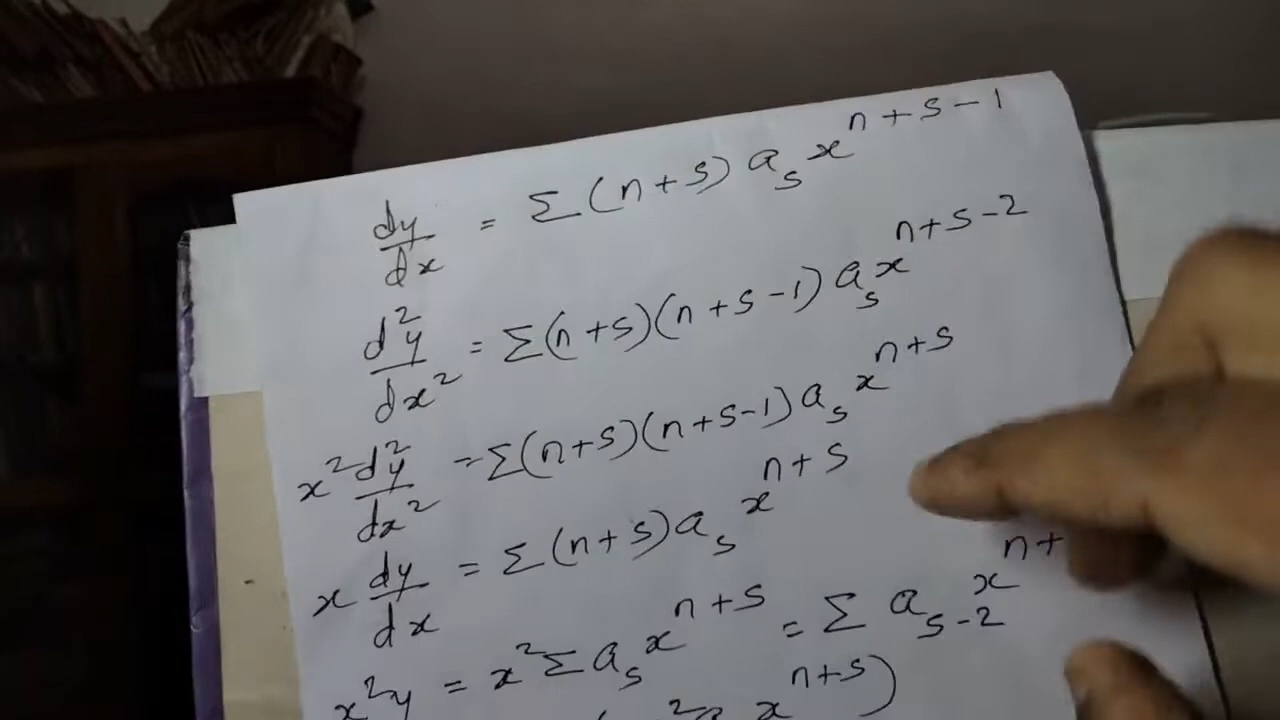 dy/dx = Σ (n+s) a_s x^{n+s-1}
d²y/dx² = Σ(n+s)(n+s-1) a_s x^{n+s-2}
x² d²y/dx² = Σ(n+s)(n+s-1) a_s x^{n+s}
x dy/dx = Σ (n+s) a_s x^{n+s}
x²y = x² Σ a_s x^{n+s} = Σ a_{s-2} x^{n+
x^{n+s})